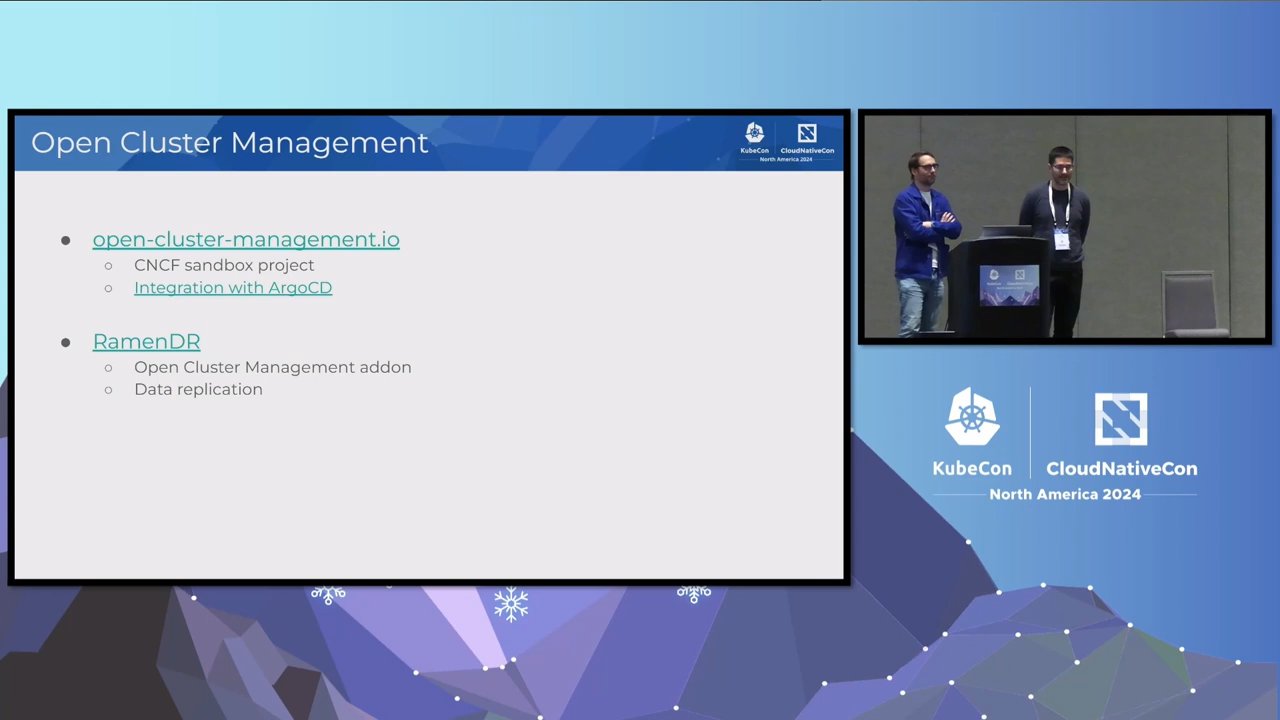 Open Cluster Management
KubeCon
CloudNativeCon
North America 2024
open-cluster-management.io
CNCF sandbox project
Integration with ArgoCD
RamenDR
Open Cluster Management addon
Data replication
KubeCon
CloudNativeCon
North America 2024